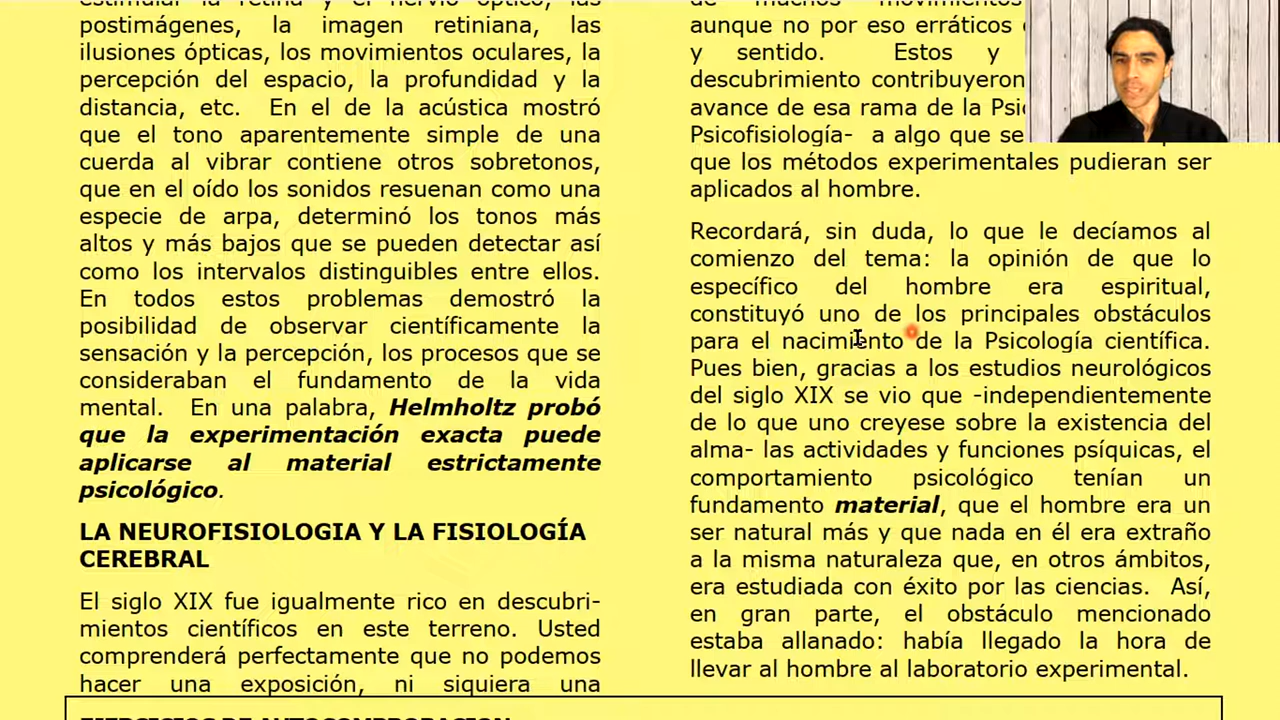 estimular la retina y el nervio óptico, las
postimágenes, la imagen retiniana, las
ilusiones ópticas, los movimientos oculares, la
percepción del espacio, la profundidad y la
distancia, etc. En el de la acústica mostró
que el tono aparentemente simple de una
cuerda al vibrar contiene otros sobretonos,
que en el oído los sonidos resuenan como una
especie de arpa, determinó los tonos más
altos y más bajos que se pueden detectar así
como los intervalos distinguibles entre ellos.
En todos estos problemas demostró la
posibilidad de observar científicamente la
sensación y la percepción, los procesos que se
consideraban el fundamento de la vida
mental. En una palabra, Helmholtz probó
que la experimentación exacta puede
aplicarse al material estrictamente
psicológico.
LA NEUROFISIOLOGIA Y LA FISIOLOGÍA
CEREBRAL
El siglo XIX fue igualmente rico en descubri-
mientos científicos en este terreno. Usted
comprenderá perfectamente que no podemos
hacer una exposición, ni siquiera una
de muchos movimientos
aunque no por eso erráticos
y sentido. Estos y
descubrimiento contribuyeron
avance de esa rama de la
Psicofisiología- a algo que se
que los métodos experimentales pudieran ser
aplicados al hombre.
Recordará, sin duda, lo que le decíamos al
comienzo del tema: la opinión de que lo
específico del hombre era espiritual,
constituyó uno de los principales obstáculos
para el nacimiento de la Psicología científica.
Pues bien, gracias a los estudios neurológicos
del siglo XIX se vio que -independientemente
de lo que uno creyese sobre la existencia del
alma- las actividades y funciones psíquicas, el
comportamiento psicológico tenían un
fundamento material, que el hombre era un
ser natural más y que nada en él era extraño
a la misma naturaleza que, en otros ámbitos,
era estudiada con éxito por las ciencias. Así,
en gran parte, el obstáculo mencionado
estaba allanado: había llegado la hora de
llevar al hombre al laboratorio experimental.
EJERCICIOS DE AUTOCOMPROBACION